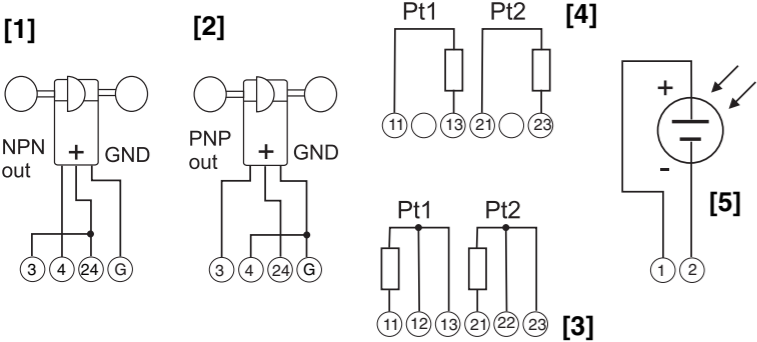 [1]
NPN
out
+
GND
3 4 24 G
[2]
PNP
out
+
GND
3 4 24 G
Pt1 Pt2
[4]
11 13 21 23
Pt1 Pt2
11 12 13 21 22 23
[3]
+
-
[5]
1 2